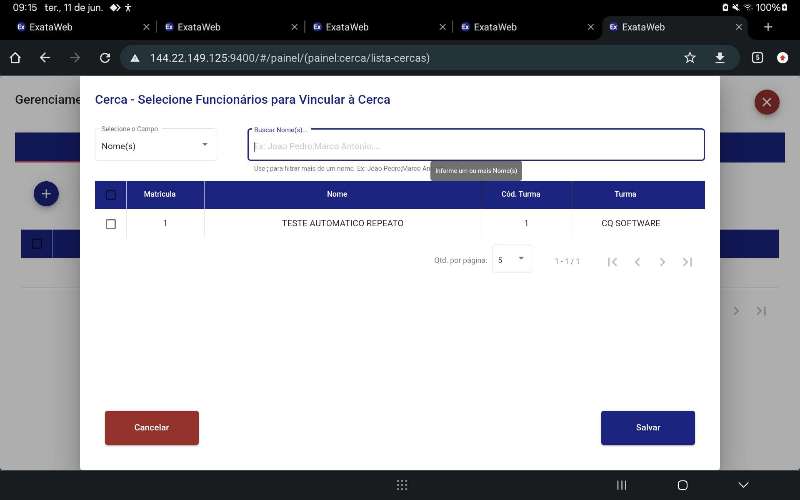 09:15 ter., 11 de jun. 100%
ExataWeb ExataWeb ExataWeb ExataWeb ExataWeb
144.22.149.125:9400/#/painel/(painel:cerca/lista-cercas)
Gerenciame
Cerca - Selecione Funcionários para Vincular à Cerca
Selecione o Campo
Nome(s)
Buscar Nome(s)...
Ex: Joao Pedro;Marco Antonio...
Use ; para filtrar mais de um nome. Ex: Joao Pedro;Marco An
Informe um ou mais Nome(s)
Matrícula Nome Cód. Turma Turma
1 TESTE AUTOMATICO REPEATO 1 CQ SOFTWARE
Qtd. por página: 5 1 - 1 / 1
Cancelar Salvar